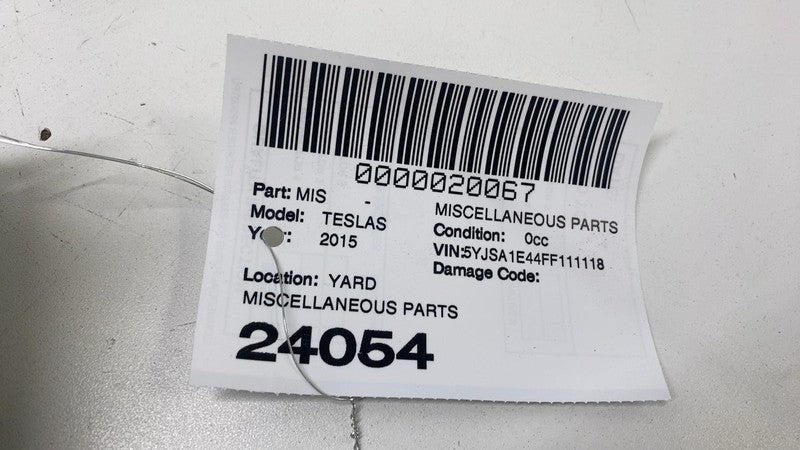 0000020067
Part: MIS -
MISCELLANEOUS PARTS
Model: TESLAS
Condition: 0cc
Year: 2015
VIN:5YJSA1E44FF111118
Damage Code:
Location: YARD
MISCELLANEOUS PARTS
24054